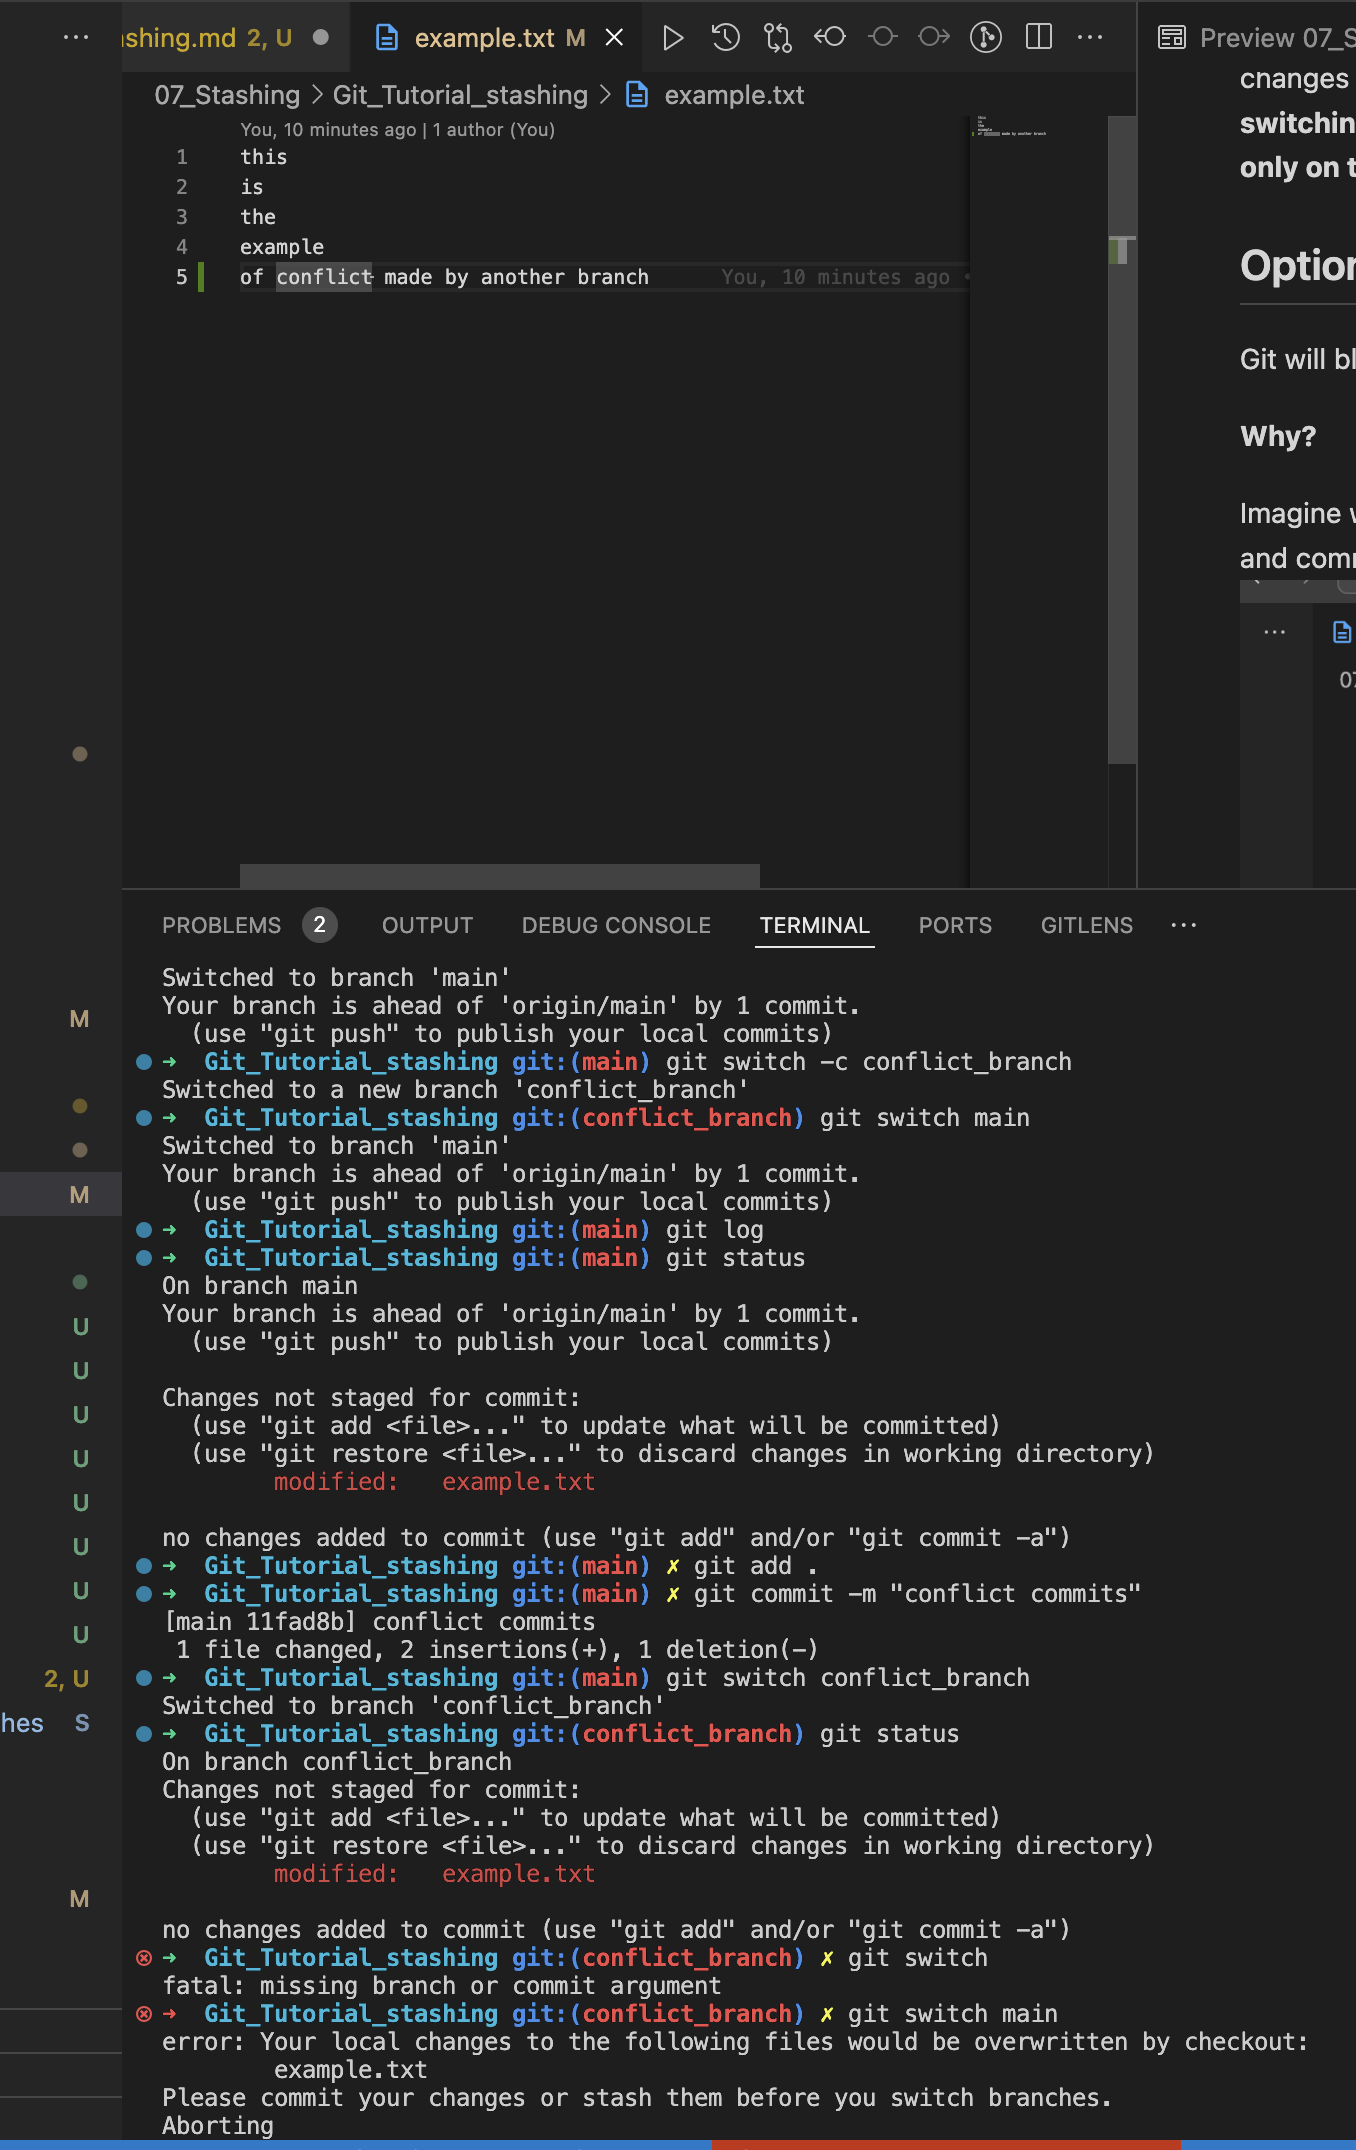 shing.md 2, U
example.txt M
Preview 07_S
07_Stashing > Git_Tutorial_stashing > example.txt
You, 10 minutes ago | 1 author (You)
1 this
2 is
3 the
4 example
5 of conflict made by another branch You, 10 minutes ago •
changes
switchin
only on t
Option
Git will bl
Why?
Imagine w
and comm
07
PROBLEMS 2 OUTPUT DEBUG CONSOLE TERMINAL PORTS GITLENS
Switched to branch 'main'
Your branch is ahead of 'origin/main' by 1 commit.
(use "git push" to publish your local commits)
➜ Git_Tutorial_stashing git:(main) git switch -c conflict_branch
Switched to a new branch 'conflict_branch'
➜ Git_Tutorial_stashing git:(conflict_branch) git switch main
Switched to branch 'main'
Your branch is ahead of 'origin/main' by 1 commit.
(use "git push" to publish your local commits)
➜ Git_Tutorial_stashing git:(main) git log
➜ Git_Tutorial_stashing git:(main) git status
On branch main
Your branch is ahead of 'origin/main' by 1 commit.
(use "git push" to publish your local commits)
Changes not staged for commit:
(use "git add <file>..." to update what will be committed)
(use "git restore <file>..." to discard changes in working directory)
modified: example.txt
no changes added to commit (use "git add" and/or "git commit -a")
➜ Git_Tutorial_stashing git:(main) ✗ git add .
➜ Git_Tutorial_stashing git:(main) ✗ git commit -m "conflict commits"
[main 11fad8b] conflict commits
1 file changed, 2 insertions(+), 1 deletion(-)
➜ Git_Tutorial_stashing git:(main) git switch conflict_branch
Switched to branch 'conflict_branch'
➜ Git_Tutorial_stashing git:(conflict_branch) git status
On branch conflict_branch
Changes not staged for commit:
(use "git add <file>..." to update what will be committed)
(use "git restore <file>..." to discard changes in working directory)
modified: example.txt
no changes added to commit (use "git add" and/or "git commit -a")
➜ Git_Tutorial_stashing git:(conflict_branch) ✗ git switch
fatal: missing branch or commit argument
➜ Git_Tutorial_stashing git:(conflict_branch) ✗ git switch main
error: Your local changes to the following files would be overwritten by checkout:
example.txt
Please commit your changes or stash them before you switch branches.
Aborting
M
M
U
U
U
U
U
U
U
U
2, U
hes S
M